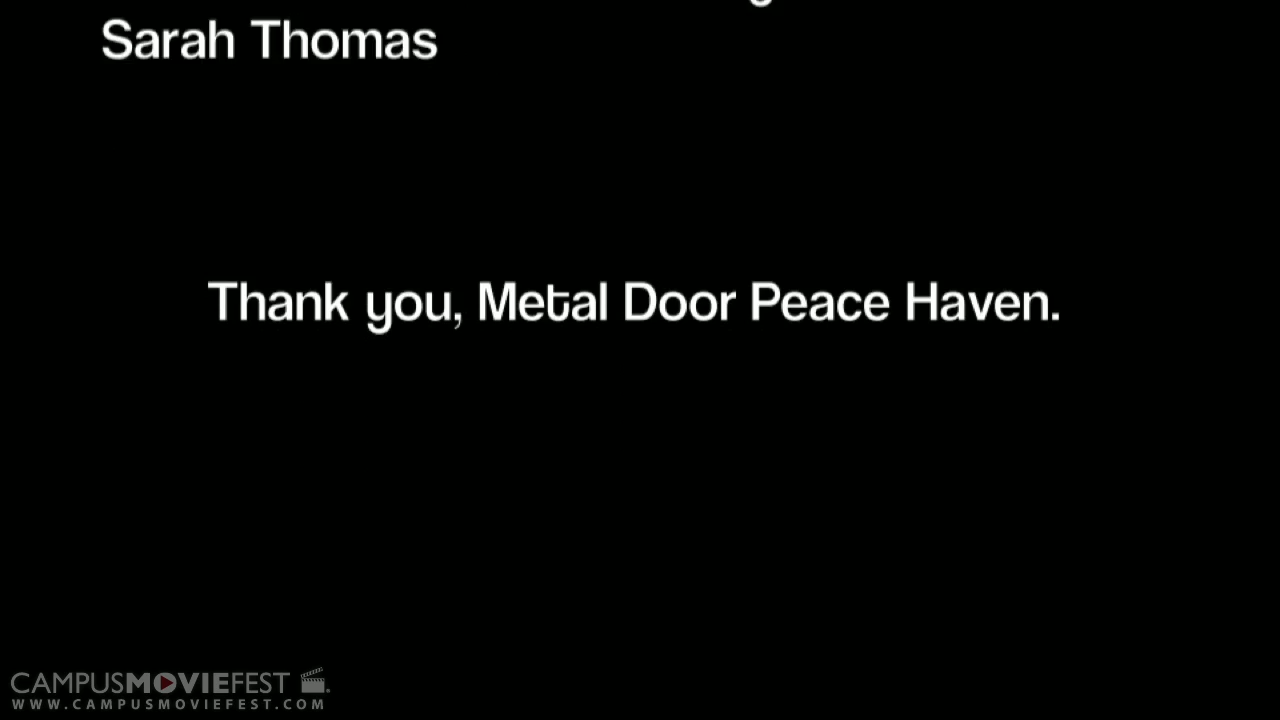 Sarah Thomas
Thank you, Metal Door Peace Haven.
CAMPUSMOVIEFEST
WWW.CAMPUSMOVIEFEST.COM